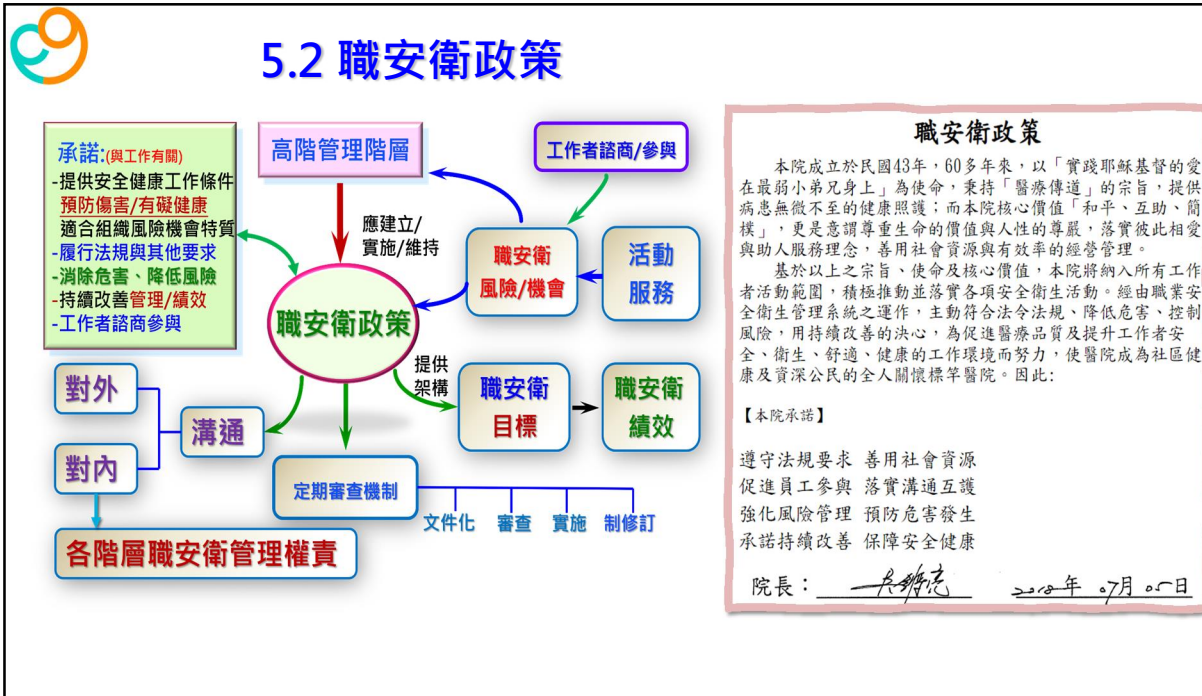 5.2 職安衛政策
承諾:(與工作有關)
-提供安全健康工作條件
預防傷害/有礙健康
適合組織風險機會特質
-履行法規與其他要求
-消除危害、降低風險
-持續改善管理/績效
-工作者諮商參與
高階管理階層
應建立/
實施/維持
工作者諮商/參與
職安衛
風險/機會
活動
服務
職安衛政策
提供
架構
職安衛
目標
職安衛
績效
對外
對內
溝通
定期審查機制
文件化
審查
實施
制修訂
各階層職安衛管理權責
職安衛政策
本院成立於民國43年,60多年來,以「實踐耶穌基督的愛
在最弱小弟兄身上」為使命,秉持「醫療傳道」的宗旨,提供
病患無微不至的健康照護;而本院核心價值「和平、互助、簡
樸」,更是意謂尊重生命的價值與人性的尊嚴,落實彼此相愛
與助人服務理念,善用社會資源與有效率的經營管理。
基於以上之宗旨、使命及核心價值,本院將納入所有工作
者活動範圍,積極推動並落實各項安全衛生活動。經由職業安
全衛生管理系統之運作,主動符合法令法規、降低危害、控制
風險,用持續改善的決心,為促進醫療品質及提升工作者安
全、衛生、舒適、健康的工作環境而努力,使醫院成為社區健
康及資深公民的全人關懷標竿醫院。因此:
【本院承諾】
遵守法規要求 善用社會資源
促進員工參與 落實溝通互護
強化風險管理 預防危害發生
承諾持續改善 保障安全健康
院長: 2018年 07月 05日